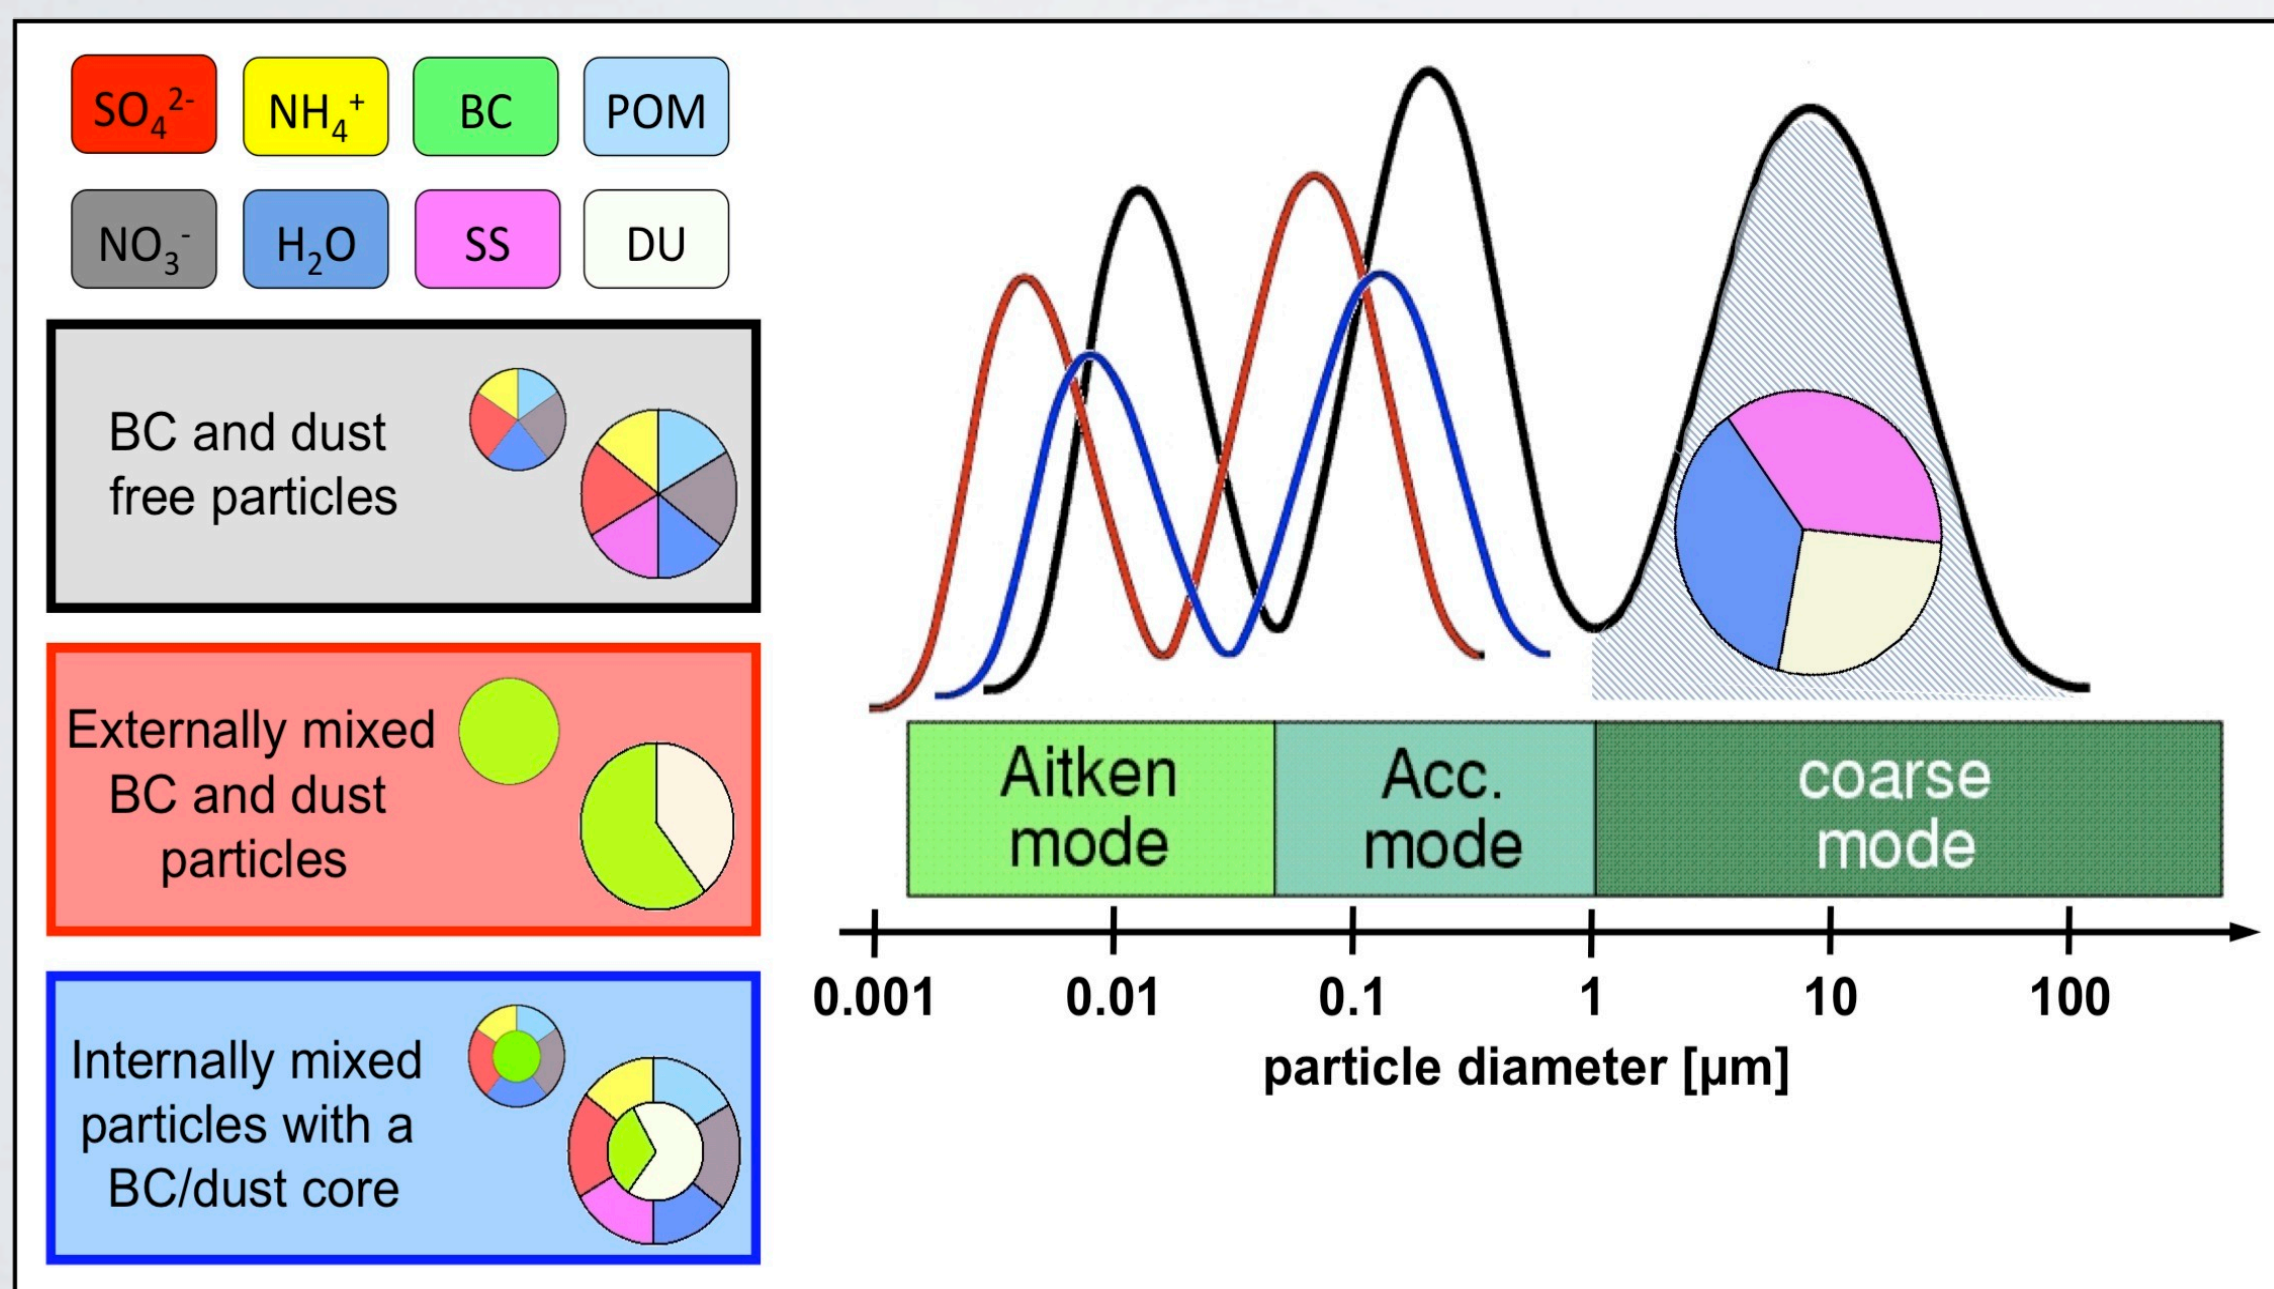 SO₄²⁻ NH₄⁺ BC POM
NO₃⁻ H₂O SS DU
BC and dust
free particles
Externally mixed
BC and dust
particles
Internally mixed
particles with a
BC/dust core
Aitken
mode
Acc.
mode
coarse
mode
0.001 0.01 0.1 1 10 100
particle diameter [µm]